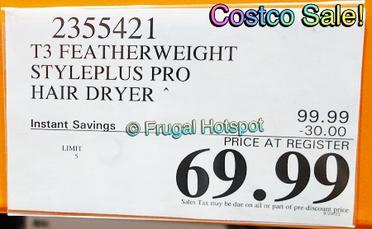 Costco Sale!
2355421
T3 FEATHERWEIGHT
STYLEPLUS PRO
HAIR DRYER ^
99.99
Instant Savings
-30.00
© Frugal Hotspot
PRICE AT REGISTER
LIMIT
5
69.99
Sales Tax may be due on all or part of pre-discount price